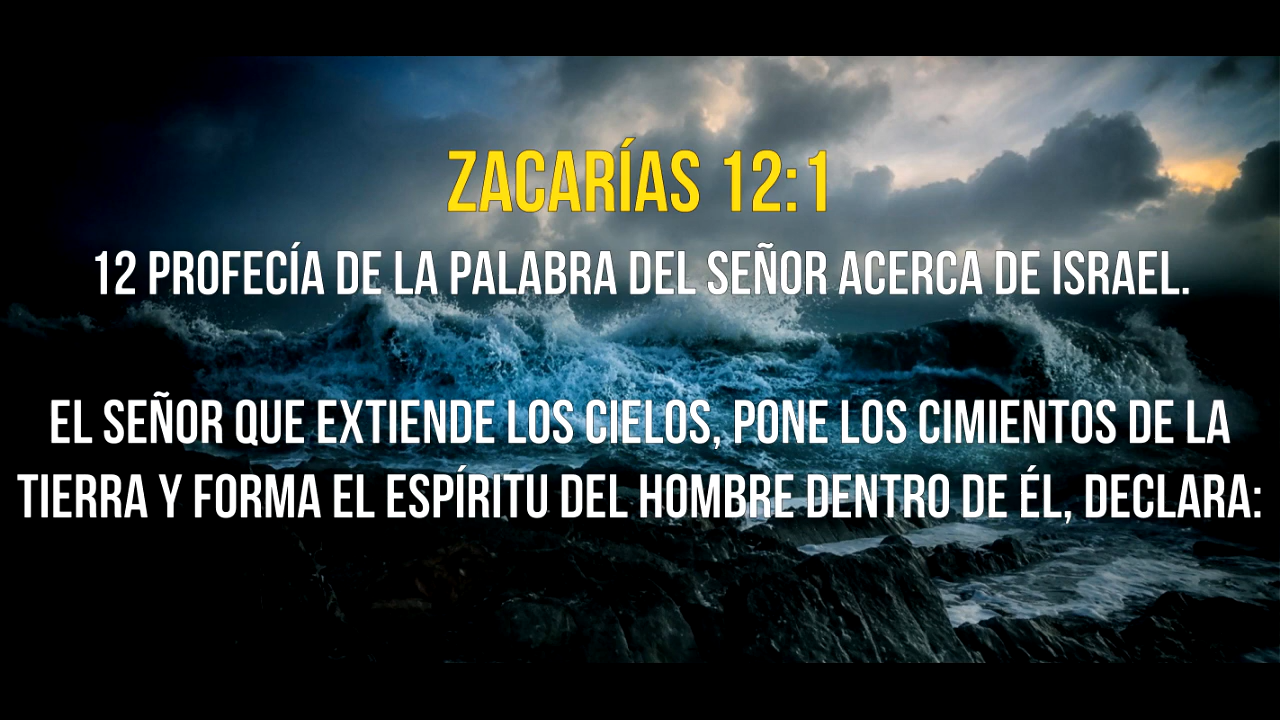 ZACARÍAS 12:1
12 PROFECÍA DE LA PALABRA DEL SEÑOR ACERCA DE ISRAEL.
EL SEÑOR QUE EXTIENDE LOS CIELOS, PONE LOS CIMIENTOS DE LA
TIERRA Y FORMA EL ESPÍRITU DEL HOMBRE DENTRO DE ÉL, DECLARA: